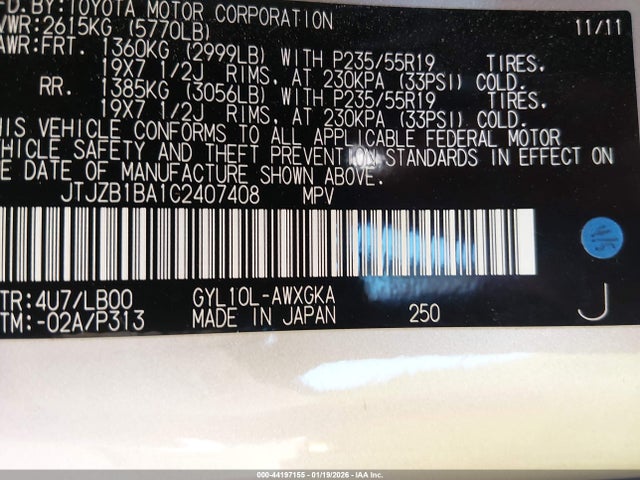 FD.BY:TOYOTA MOTOR CORPORATION 11/11
VWR:2615KG (5770LB)
AWR:FRT. 1360KG (2999LB) WITH P235/55R19 TIRES,
19X7 1/2J RIMS, AT 230KPA (33PSI) COLD.
RR. 1385KG (3056LB) WITH P235/55R19 TIRES,
19X7 1/2J RIMS, AT 230KPA (33PSI) COLD.
HIS VEHICLE CONFORMS TO ALL APPLICABLE FEDERAL MOTOR
EHICLE SAFETY AND THEFT PREVENTION STANDARDS IN EFFECT ON
E DATE OF MANUFACTURE SHOWN ABOVE.
JTJZB1BA1C2407408 MPV
TR:4U7/LB00 GYL10L-AWXGKA
TM:-02A/P313 MADE IN JAPAN 250 J
000-44197155 - 01/19/2026 - IAA Inc.